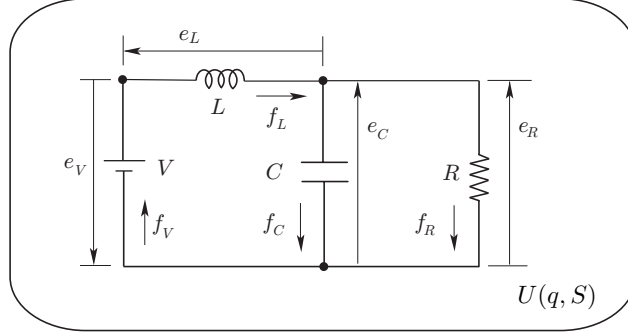 e_L
L
f_L
e_V
V
f_V
C
f_C
e_C
R
f_R
e_R
U(q, S)